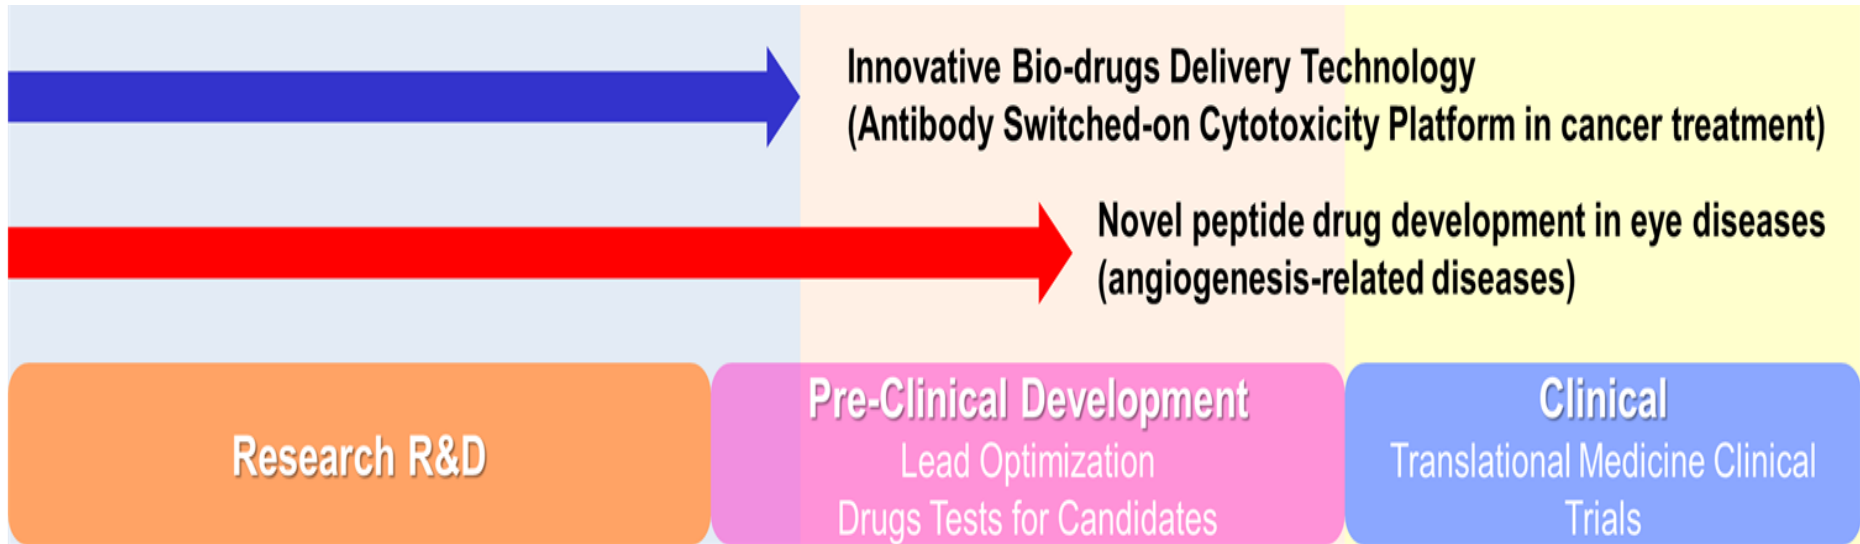 Innovative Bio-drugs Delivery Technology
(Antibody Switched-on Cytotoxicity Platform in cancer treatment)
Novel peptide drug development in eye diseases
(angiogenesis-related diseases)
Research R&D
Pre-Clinical Development
Lead Optimization
Drugs Tests for Candidates
Clinical
Translational Medicine Clinical
Trials